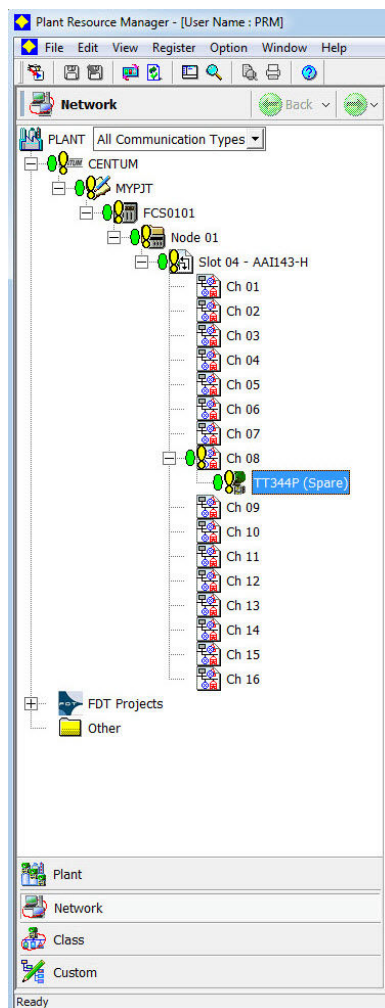 Plant Resource Manager - [User Name : PRM]
File Edit View Register Option Window Help
Network Back
PLANT All Communication Types
CENTUM
MYPJT
FCS0101
Node 01
Slot 04 - AAI143-H
Ch 01
Ch 02
Ch 03
Ch 04
Ch 05
Ch 06
Ch 07
Ch 08
TT344P (Spare)
Ch 09
Ch 10
Ch 11
Ch 12
Ch 13
Ch 14
Ch 15
Ch 16
FDT Projects
Other
Plant
Network
Class
Custom
Ready